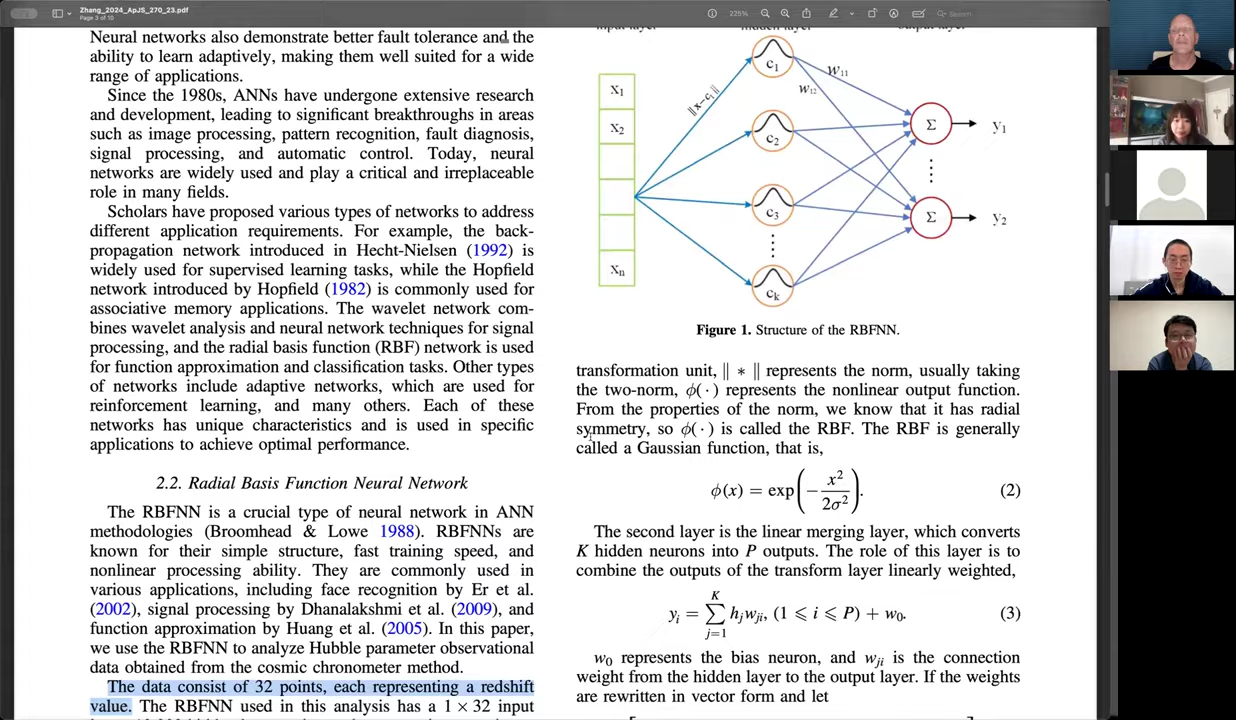 Zhang_2024_ApJS_270_23.pdf
Page 3 of 10
225%
Search
Neural networks also demonstrate better fault tolerance and the
ability to learn adaptively, making them well suited for a wide
range of applications.
Since the 1980s, ANNs have undergone extensive research
and development, leading to significant breakthroughs in areas
such as image processing, pattern recognition, fault diagnosis,
signal processing, and automatic control. Today, neural
networks are widely used and play a critical and irreplaceable
role in many fields.
Scholars have proposed various types of networks to address
different application requirements. For example, the back-
propagation network introduced in Hecht-Nielsen (1992) is
widely used for supervised learning tasks, while the Hopfield
network introduced by Hopfield (1982) is commonly used for
associative memory applications. The wavelet network com-
bines wavelet analysis and neural network techniques for signal
processing, and the radial basis function (RBF) network is used
for function approximation and classification tasks. Other types
of networks include adaptive networks, which are used for
reinforcement learning, and many others. Each of these
networks has unique characteristics and is used in specific
applications to achieve optimal performance.
2.2. Radial Basis Function Neural Network
The RBFNN is a crucial type of neural network in ANN
methodologies (Broomhead & Lowe 1988). RBFNNs are
known for their simple structure, fast training speed, and
nonlinear processing ability. They are commonly used in
various applications, including face recognition by Er et al.
(2002), signal processing by Dhanalakshmi et al. (2009), and
function approximation by Huang et al. (2005). In this paper,
we use the RBFNN to analyze Hubble parameter observational
data obtained from the cosmic chronometer method.
The data consist of 32 points, each representing a redshift
value. The RBFNN used in this analysis has a 1 × 32 input
x1
x2
xn
‖x−c1‖
c1
c2
c3
ck
w11
w12
Σ
y1
Σ
y2
Figure 1. Structure of the RBFNN.
transformation unit, ‖ * ‖ represents the norm, usually taking
the two-norm, ϕ(·) represents the nonlinear output function.
From the properties of the norm, we know that it has radial
symmetry, so ϕ(·) is called the RBF. The RBF is generally
called a Gaussian function, that is,
ϕ(x) = exp(−x²/2σ²). (2)
The second layer is the linear merging layer, which converts
K hidden neurons into P outputs. The role of this layer is to
combine the outputs of the transform layer linearly weighted,
yi = ∑_{j=1}^{K} hjwji, (1 ⩽ i ⩽ P) + w0. (3)
w0 represents the bias neuron, and wji is the connection
weight from the hidden layer to the output layer. If the weights
are rewritten in vector form and let